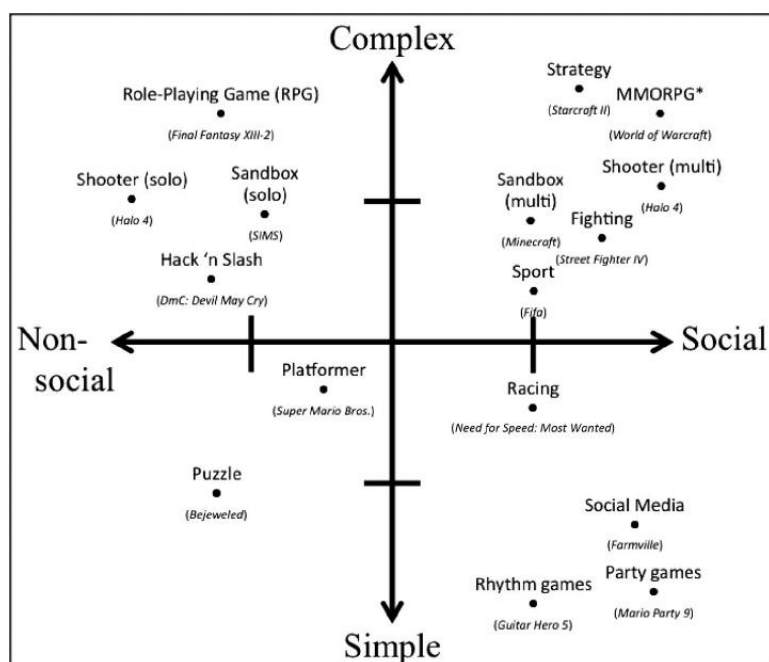 Complex
Strategy
(Starcraft II)
Role-Playing Game (RPG)
(Final Fantasy XIII-2)
MMORPG*
(World of Warcraft)
Shooter (solo)
(Halo 4)
Sandbox
(solo)
(SIMS)
Sandbox
(multi)
(Minecraft)
Shooter (multi)
(Halo 4)
Fighting
(Street Fighter IV)
Hack ‘n Slash
(DmC: Devil May Cry)
Sport
(Fifa)
Non-
social
Social
Platformer
(Super Mario Bros.)
Racing
(Need for Speed: Most Wanted)
Puzzle
(Bejeweled)
Social Media
(Farmville)
Rhythm games
(Guitar Hero 5)
Party games
(Mario Party 9)
Simple